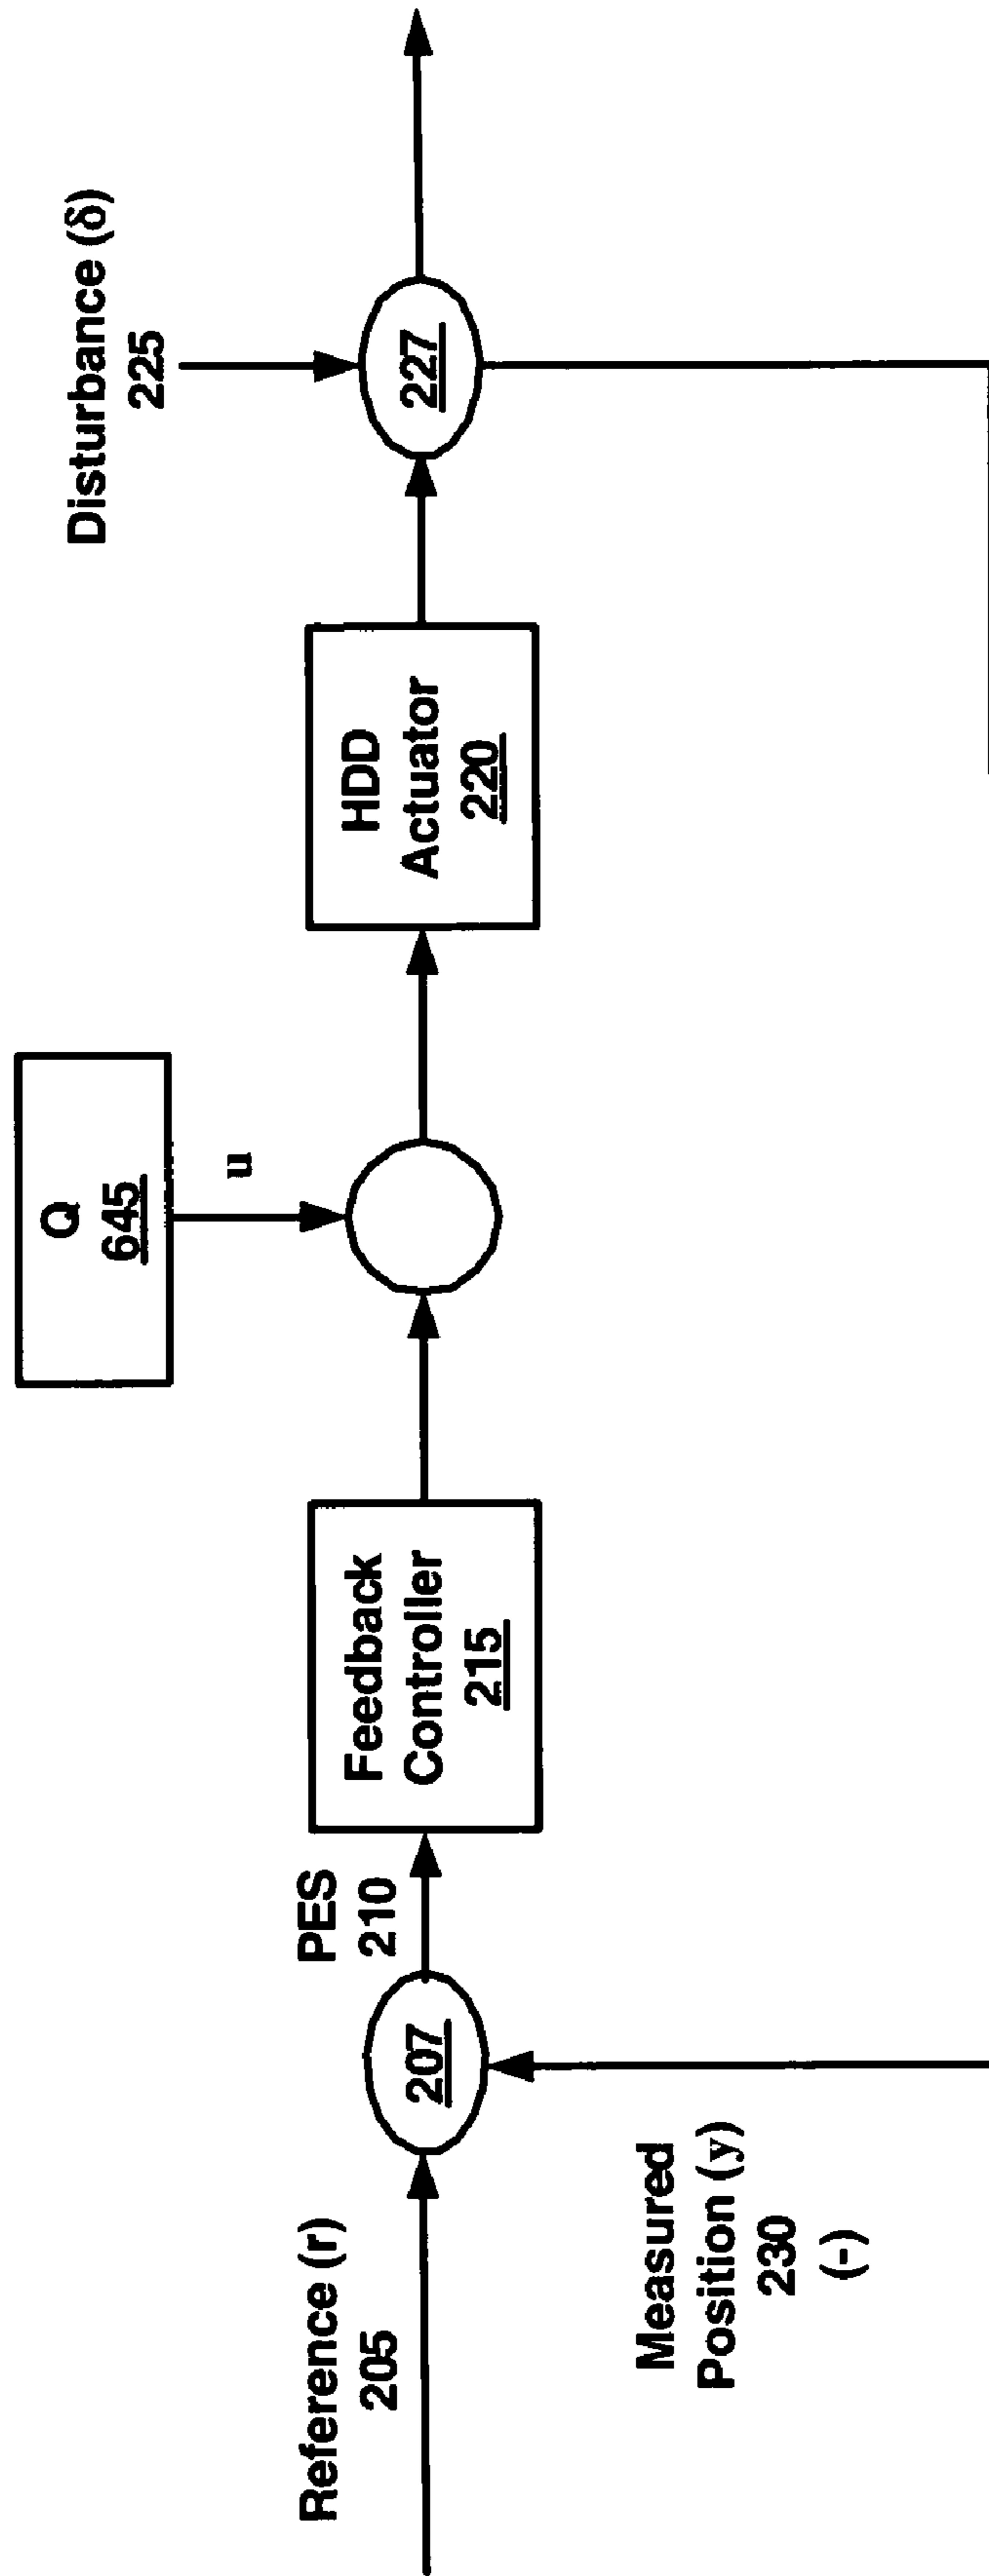 Reference (r)
205
207
Measured
Position (y)
230
(-)
PES
210
Feedback
Controller
215
Q
645
u
HDD
Actuator
220
Disturbance (δ)
225
227